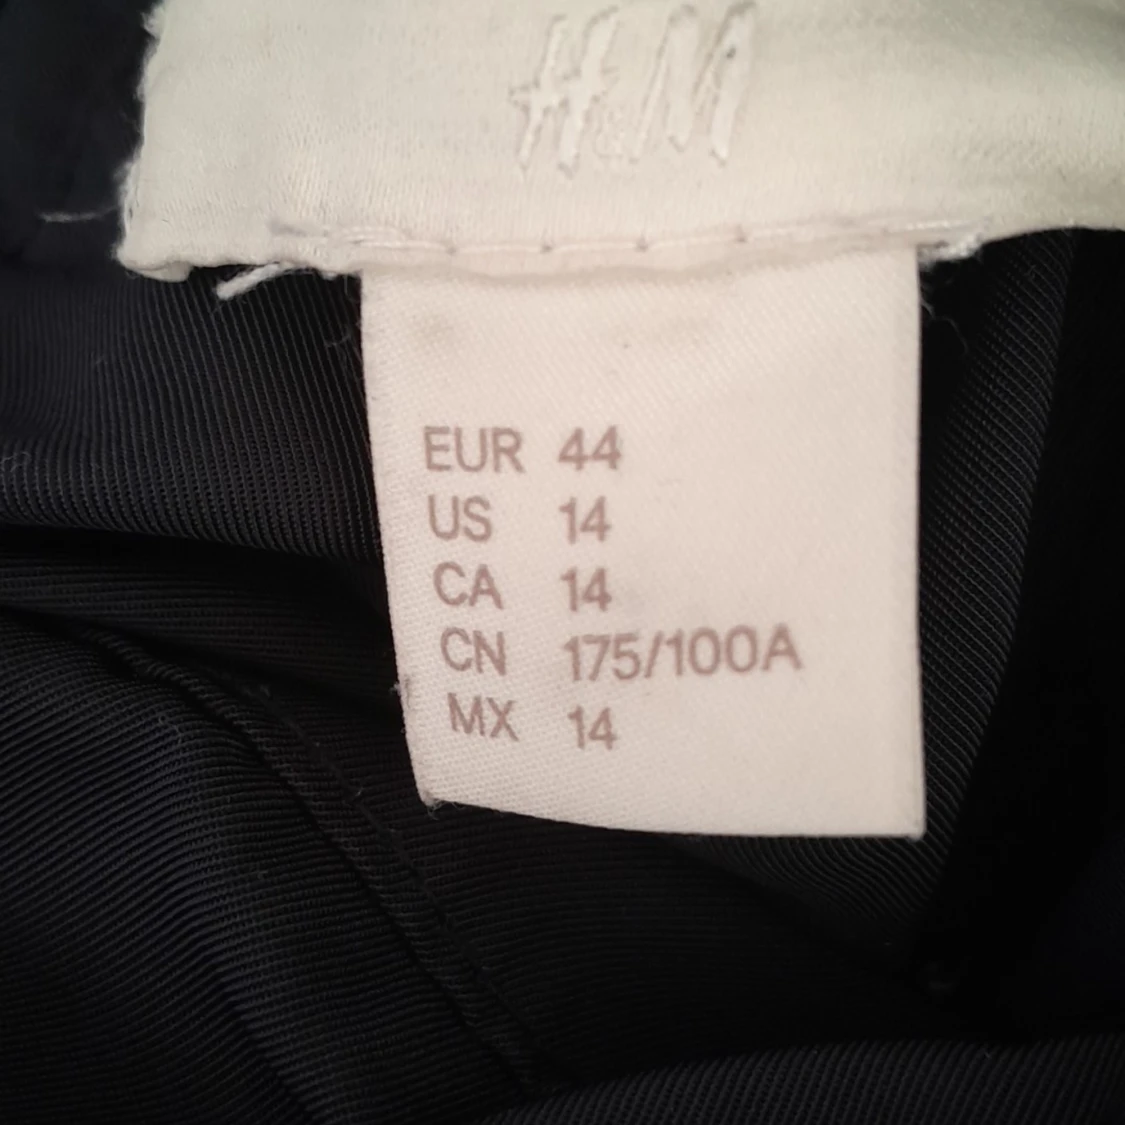 H&M
EUR 44
US 14
CA 14
CN 175/100A
MX 14